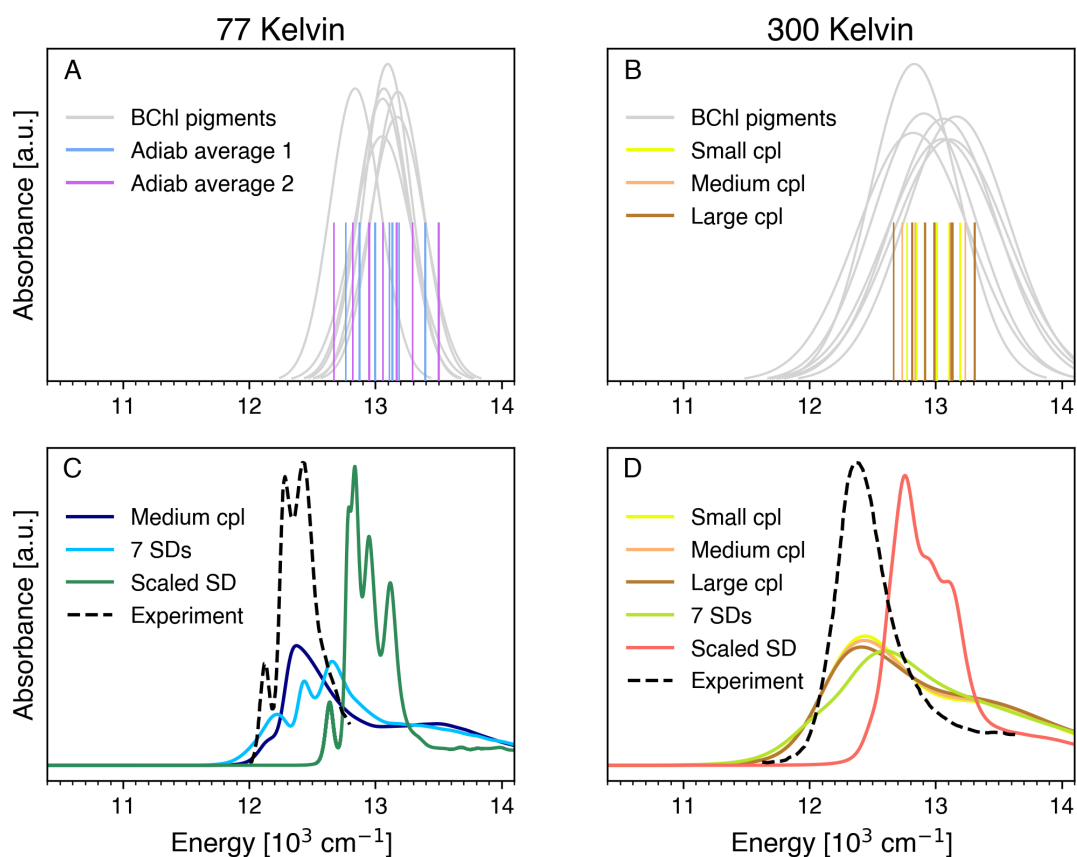 77 Kelvin
300 Kelvin
A
BChl pigments
Adiab average 1
Adiab average 2
Absorbance [a.u.]
11 12 13 14
B
BChl pigments
Small cpl
Medium cpl
Large cpl
11 12 13 14
C
Medium cpl
7 SDs
Scaled SD
Experiment
Absorbance [a.u.]
11 12 13 14
Energy [10³ cm⁻¹]
D
Small cpl
Medium cpl
Large cpl
7 SDs
Scaled SD
Experiment
11 12 13 14
Energy [10³ cm⁻¹]